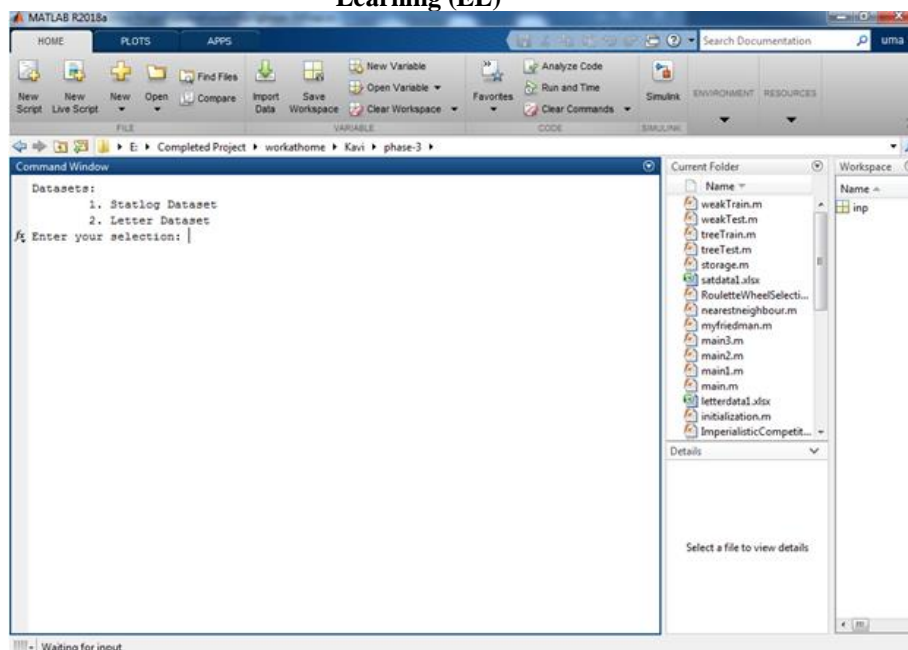 Learning (EL)
MATLAB R2018a
HOME PLOTS APPS
Search Documentation uma
New Script
New Live Script
New
Open
Find Files
Compare
Import Data
Save Workspace
New Variable
Open Variable
Clear Workspace
Favorites
Analyze Code
Run and Time
Clear Commands
Simulink
ENVIRONMENT
RESOURCES
FILE VARIABLE CODE SIMULINK
E: Completed Project workathome Kavi phase-3
Command Window
Datasets:
1. Statlog Dataset
2. Letter Dataset
fx Enter your selection:
Current Folder
Name
weakTrain.m
weakTest.m
treeTrain.m
treeTest.m
storage.m
satdata1.xlsx
RouletteWheelSelecti...
nearestneighbour.m
myfriedman.m
main3.m
main2.m
main1.m
main.m
letterdata1.xlsx
initialization.m
ImperialisticCompetit...
Details
Select a file to view details
Workspace
Name
inp
Waiting for input